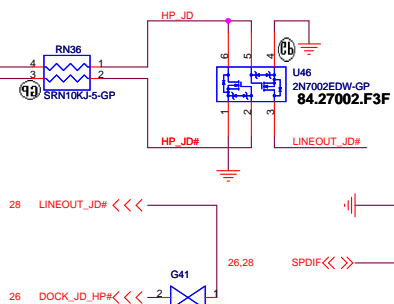 HP_JD
RN36
4
1
3
2
SRN10KJ-5-GP
6
5
4
U46
2N7002EDW-GP
84.27002.F3F
1
2
3
HP_JD#
LINEOUT_JD#
28
LINEOUT_JD#
26,28
SPDIF
G41
26
DOCK_JD_HP#
2
1